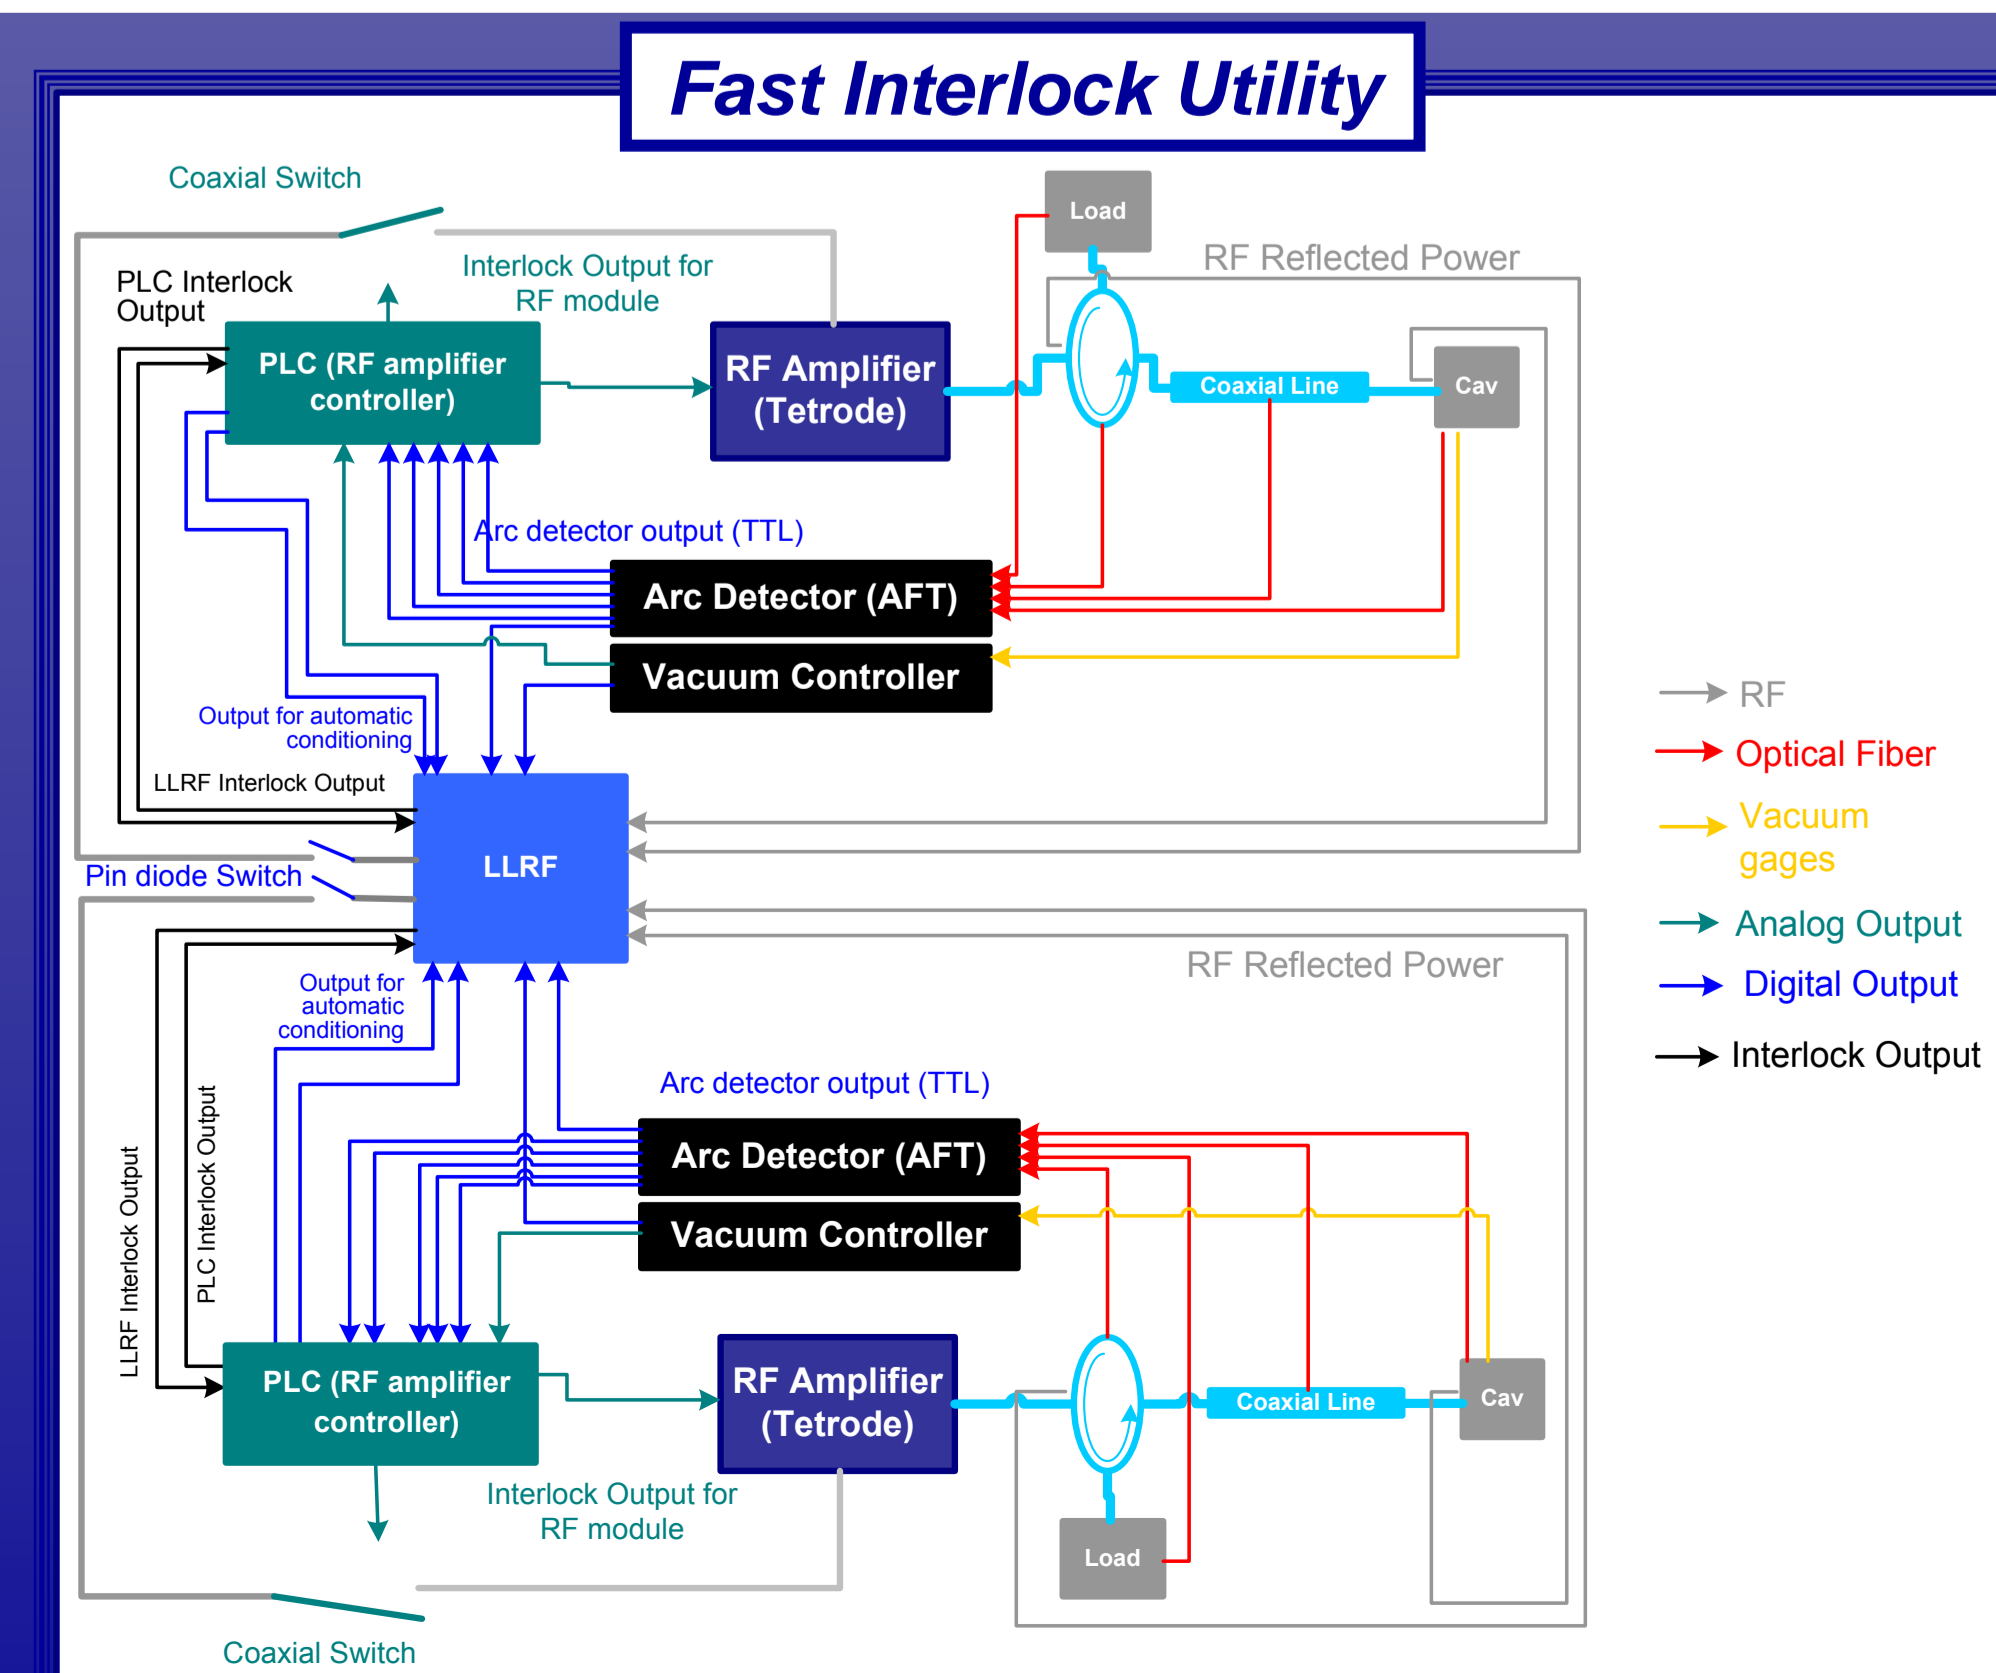 Fast Interlock Utility
Coaxial Switch
Load
RF Reflected Power
Interlock Output for
RF module
PLC Interlock
Output
PLC (RF amplifier
controller)
RF Amplifier
(Tetrode)
Coaxial Line
Cav
Arc detector output (TTL)
Arc Detector (AFT)
Vacuum Controller
Output for automatic
conditioning
LLRF Interlock Output
LLRF
Pin diode Switch
RF
Optical Fiber
Vacuum
gages
Analog Output
Digital Output
Interlock Output
RF Reflected Power
Output for
automatic
conditioning
Arc detector output (TTL)
LLRF Interlock Output
PLC Interlock Output
Arc Detector (AFT)
Vacuum Controller
PLC (RF amplifier
controller)
RF Amplifier
(Tetrode)
Coaxial Line
Cav
Interlock Output for
RF module
Load
Coaxial Switch